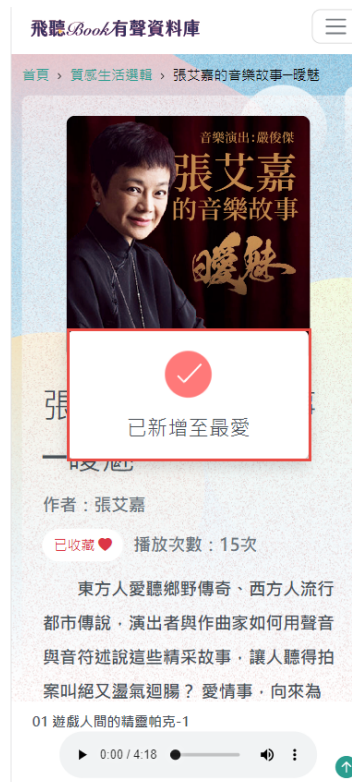 飛聽Book有聲資料庫
首頁 › 質感生活選輯 › 張艾嘉的音樂故事─曖魅
音樂演出:嚴俊傑
張艾嘉
的音樂故事
曖魅
已新增至最愛
作者：張艾嘉
已收藏 播放次數：15次
東方人愛聽鄉野傳奇、西方人流行
都市傳說，演出者與作曲家如何用聲音
與音符述說這些精采故事，讓人聽得拍
案叫絕又盪氣迴腸？ 愛情事，向來為
01 遊戲人間的精靈帕克-1
0:00 / 4:18